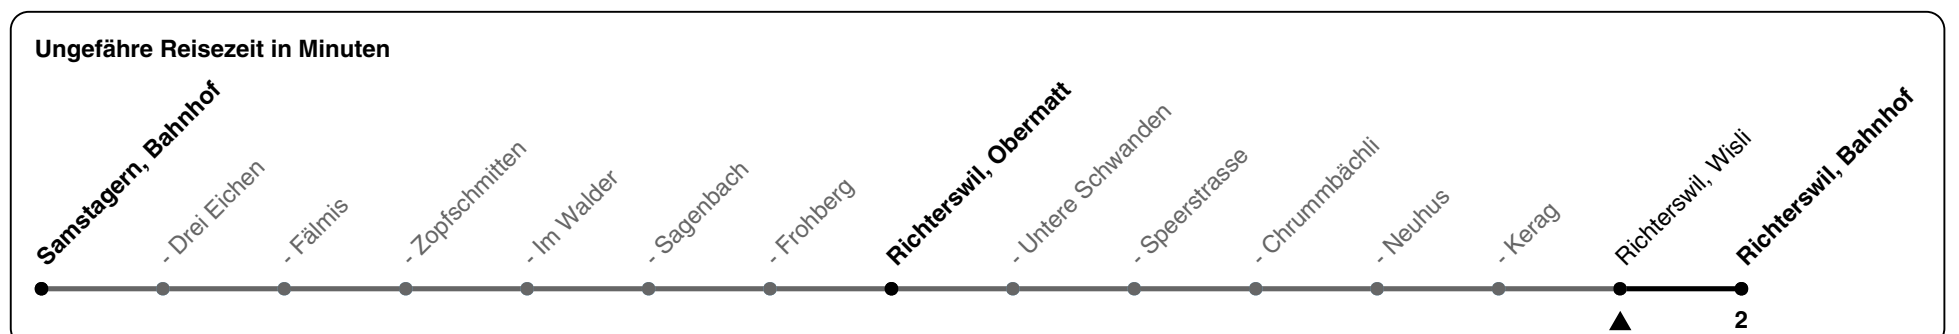 Ungefähre Reisezeit in Minuten
Samstagern, Bahnhof
- Drei Eichen
- Fälmis
- Zopfschmitten
- Im Walder
- Sagenbach
- Frohberg
Richterswil, Obermatt
- Untere Schwanden
- Speerstrasse
- Chrummbächli
- Neuhus
- Kerag
Richterswil, Wisli
Richterswil, Bahnhof
2